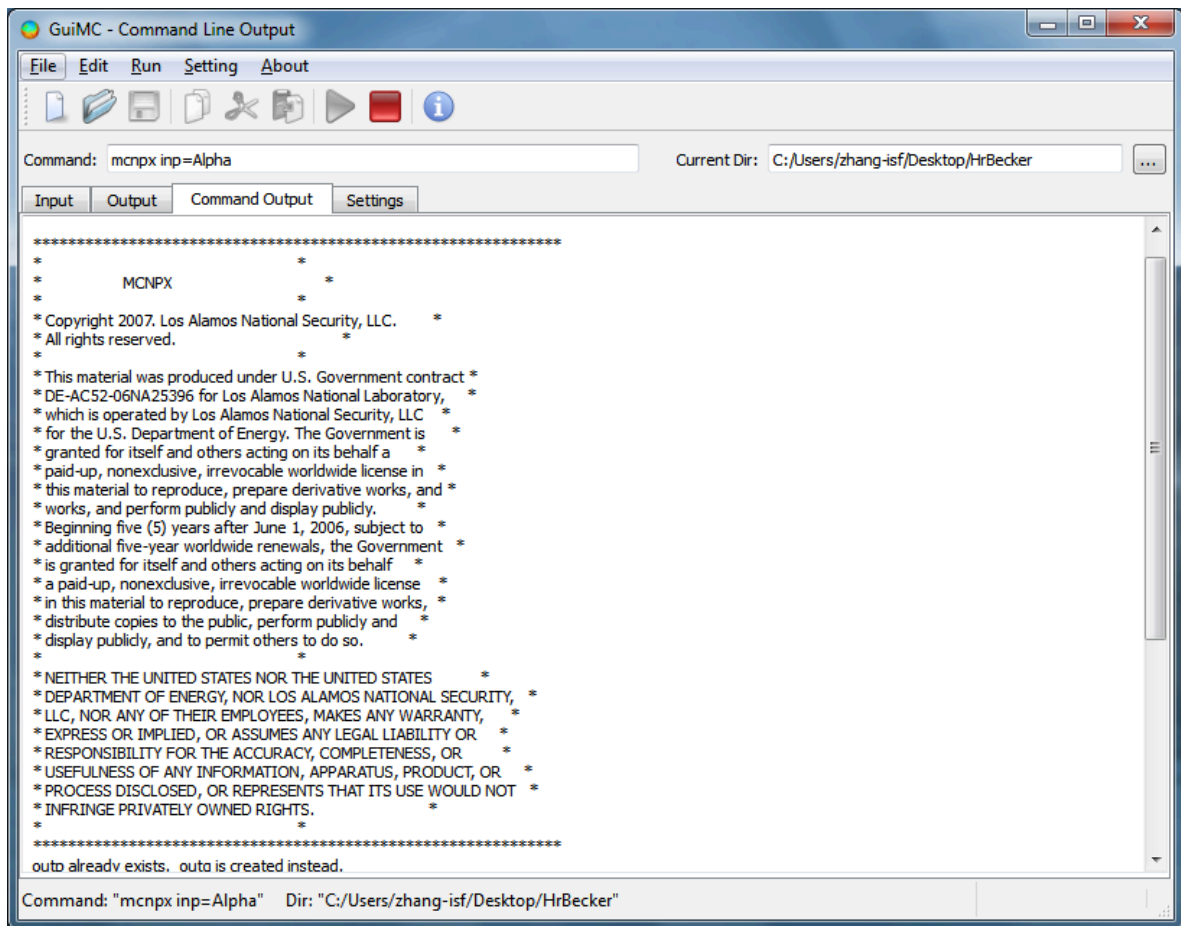 GuiMC - Command Line Output
File Edit Run Setting About
Command: mcnpx inp=Alpha Current Dir: C:/Users/zhang-isf/Desktop/HrBecker ...
Input Output Command Output Settings
*************************************************************
* *
* MCNPX *
* *
* Copyright 2007. Los Alamos National Security, LLC. *
* All rights reserved. *
* *
* This material was produced under U.S. Government contract *
* DE-AC52-06NA25396 for Los Alamos National Laboratory, *
* which is operated by Los Alamos National Security, LLC *
* for the U.S. Department of Energy. The Government is *
* granted for itself and others acting on its behalf a *
* paid-up, nonexclusive, irrevocable worldwide license in *
* this material to reproduce, prepare derivative works, and *
* works, and perform publicly and display publicly. *
* Beginning five (5) years after June 1, 2006, subject to *
* additional five-year worldwide renewals, the Government *
* is granted for itself and others acting on its behalf *
* a paid-up, nonexclusive, irrevocable worldwide license *
* in this material to reproduce, prepare derivative works, *
* distribute copies to the public, perform publicly and *
* display publicly, and to permit others to do so. *
* *
* NEITHER THE UNITED STATES NOR THE UNITED STATES *
* DEPARTMENT OF ENERGY, NOR LOS ALAMOS NATIONAL SECURITY, *
* LLC, NOR ANY OF THEIR EMPLOYEES, MAKES ANY WARRANTY, *
* EXPRESS OR IMPLIED, OR ASSUMES ANY LEGAL LIABILITY OR *
* RESPONSIBILITY FOR THE ACCURACY, COMPLETENESS, OR *
* USEFULNESS OF ANY INFORMATION, APPARATUS, PRODUCT, OR *
* PROCESS DISCLOSED, OR REPRESENTS THAT ITS USE WOULD NOT *
* INFRINGE PRIVATELY OWNED RIGHTS. *
* *
*************************************************************
outp already exists. outq is created instead.
Command: "mcnpx inp=Alpha" Dir: "C:/Users/zhang-isf/Desktop/HrBecker"